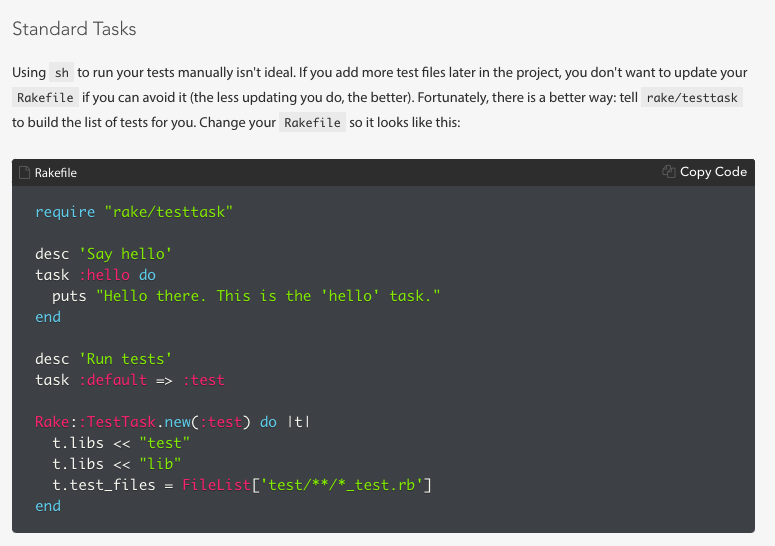 Standard Tasks
Using sh to run your tests manually isn't ideal. If you add more test files later in the project, you don't want to update your
Rakefile if you can avoid it (the less updating you do, the better). Fortunately, there is a better way: tell rake/testtask
to build the list of tests for you. Change your Rakefile so it looks like this:
Rakefile Copy Code
require "rake/testtask"

desc 'Say hello'
task :hello do
  puts "Hello there. This is the 'hello' task."
end

desc 'Run tests'
task :default => :test

Rake::TestTask.new(:test) do |t|
  t.libs << "test"
  t.libs << "lib"
  t.test_files = FileList['test/**/*_test.rb']
end